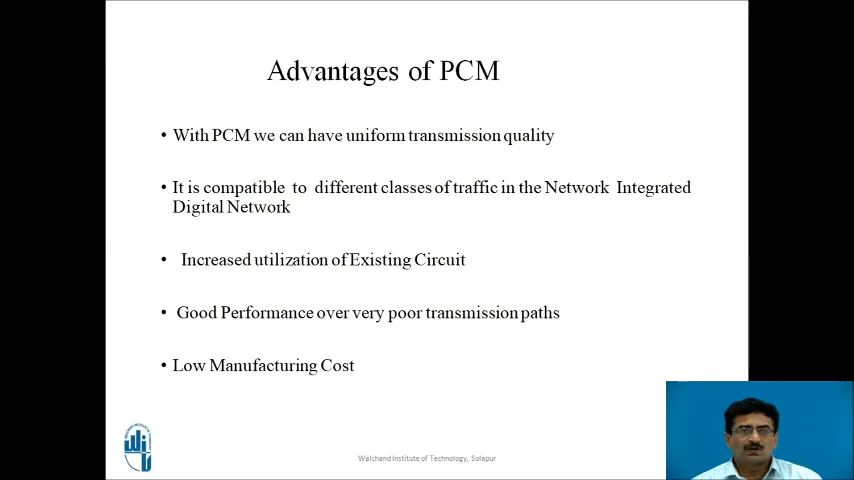 Advantages of PCM
• With PCM we can have uniform transmission quality
• It is compatible to different classes of traffic in the Network Integrated
Digital Network
• Increased utilization of Existing Circuit
• Good Performance over very poor transmission paths
• Low Manufacturing Cost
Walchand Institute of Technology, Solapur